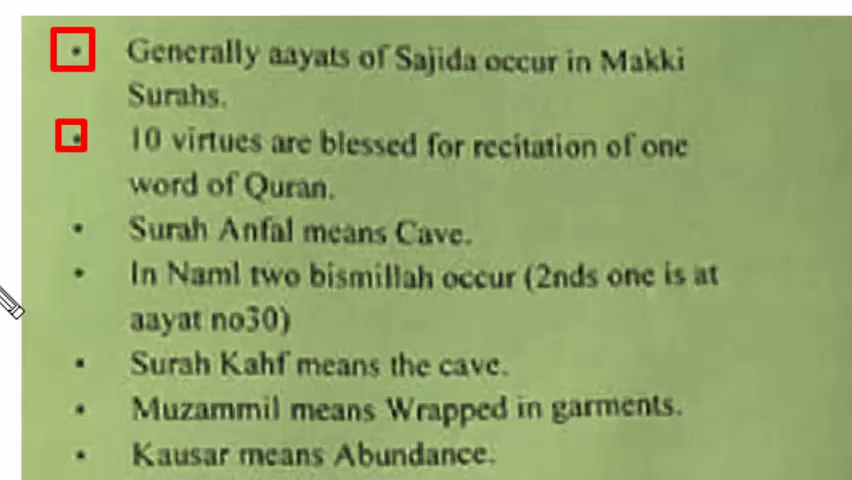 • Generally aayats of Sajida occur in Makki
Surahs.
• 10 virtues are blessed for recitation of one
word of Quran.
• Surah Anfal means Cave.
• In Naml two bismillah occur (2nds one is at
aayat no30)
• Surah Kahf means the cave.
• Muzammil means Wrapped in garments.
• Kausar means Abundance.